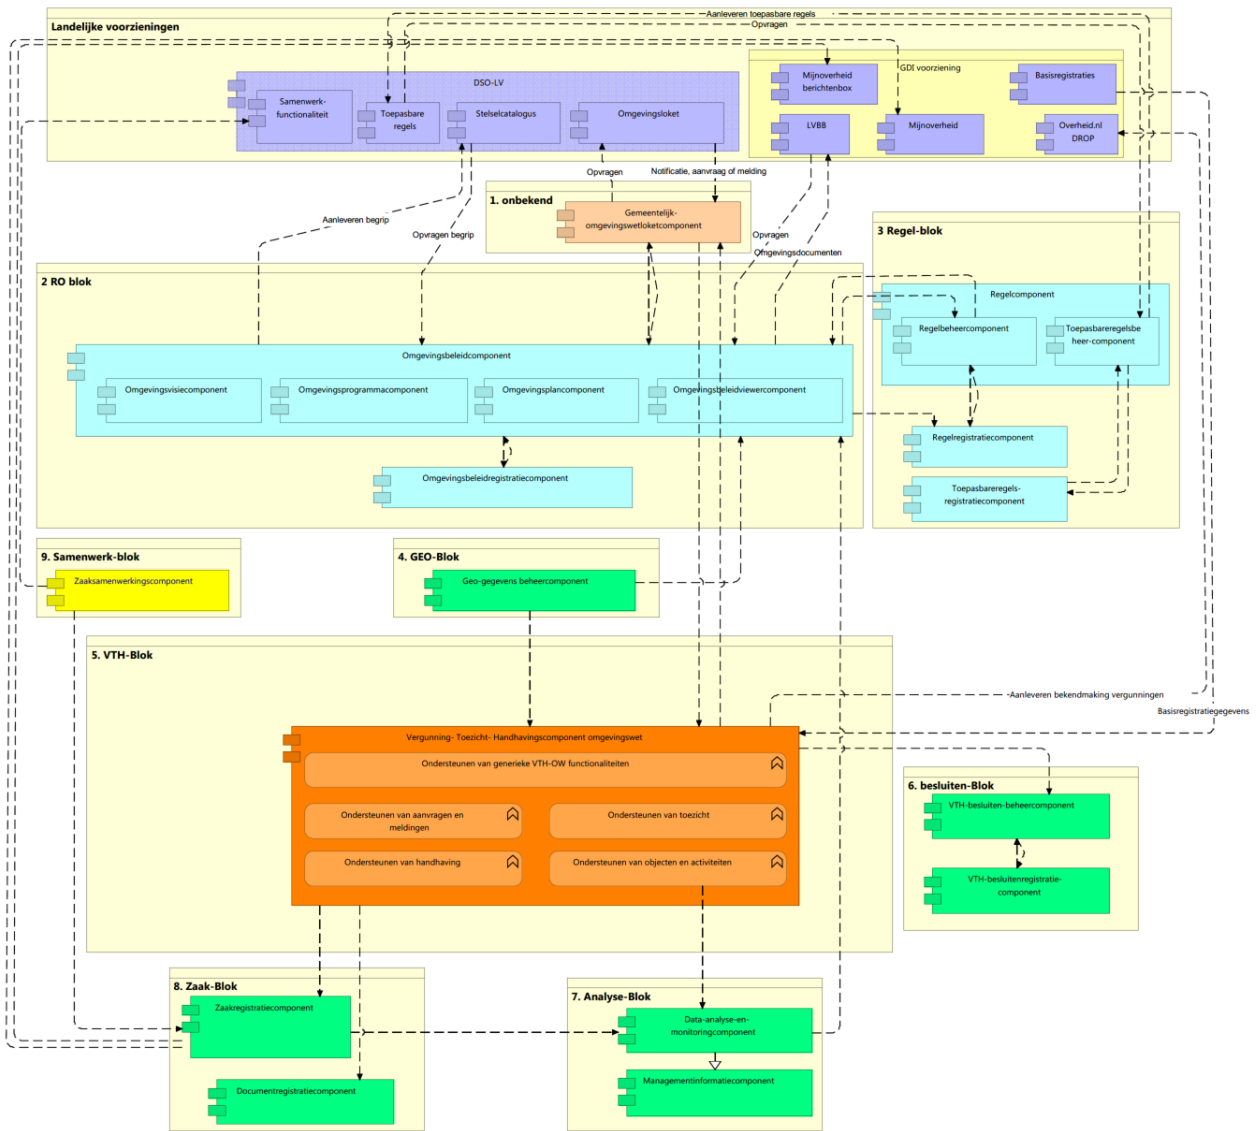 Aanleveren toepasbare regels
Opvragen
Landelijke voorzieningen
DSO-LV
Samenwerk-
functionaliteit
Toepasbare
regels
Stelselcatalogus
Omgevingsloket
GDI voorziening
Mijnoverheid
berichtenbox
Basisregistraties
LVBB
Mijnoverheid
Overheid.nl
DROP
Opvragen
Notificatie, aanvraag of melding
1. onbekend
Gemeentelijk-
omgevingswetloketcomponent
Aanleveren begrip
Opvragen begrip
Opvragen
Omgevingsdocumenten
3 Regel-blok
Regelcomponent
Regelbeheercomponent
Toepasbareregelsbe
heer-component
Regelregistratiecomponent
Toepasbareregels-
registratiecomponent
2 RO blok
Omgevingsbeleidcomponent
Omgevingsvisiecomponent
Omgevingsprogrammacomponent
Omgevingsplancomponent
Omgevingsbeleidviewercomponent
Omgevingsbeleidregistratiecomponent
9. Samenwerk-blok
Zaaksamenwerkingscomponent
4. GEO-Blok
Geo-gegevens beheercomponent
5. VTH-Blok
Aanleveren bekendmaking vergunningen
Basisregistratiegegevens
Vergunning- Toezicht- Handhavingscomponent omgevingswet
Ondersteunen van generieke VTH-OW functionaliteiten
Ondersteunen van aanvragen en
meldingen
Ondersteunen van toezicht
Ondersteunen van handhaving
Ondersteunen van objecten en activiteiten
6. besluiten-Blok
VTH-besluiten-beheercomponent
VTH-besluitenregistratie-
component
8. Zaak-Blok
Zaakregistratiecomponent
Documentregistratiecomponent
7. Analyse-Blok
Data-analyse-en-
monitoringcomponent
Managementinformatiecomponent